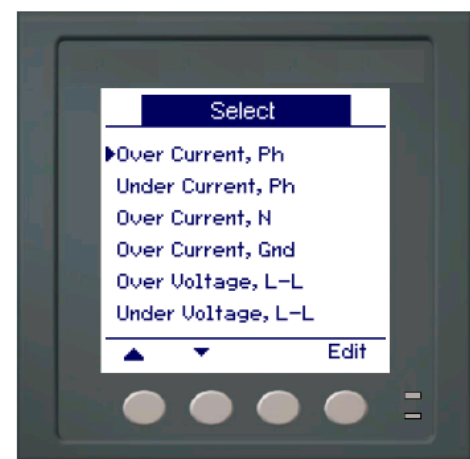 Select
Over Current, Ph
Under Current, Ph
Over Current, N
Over Current, Gnd
Over Voltage, L-L
Under Voltage, L-L
Edit